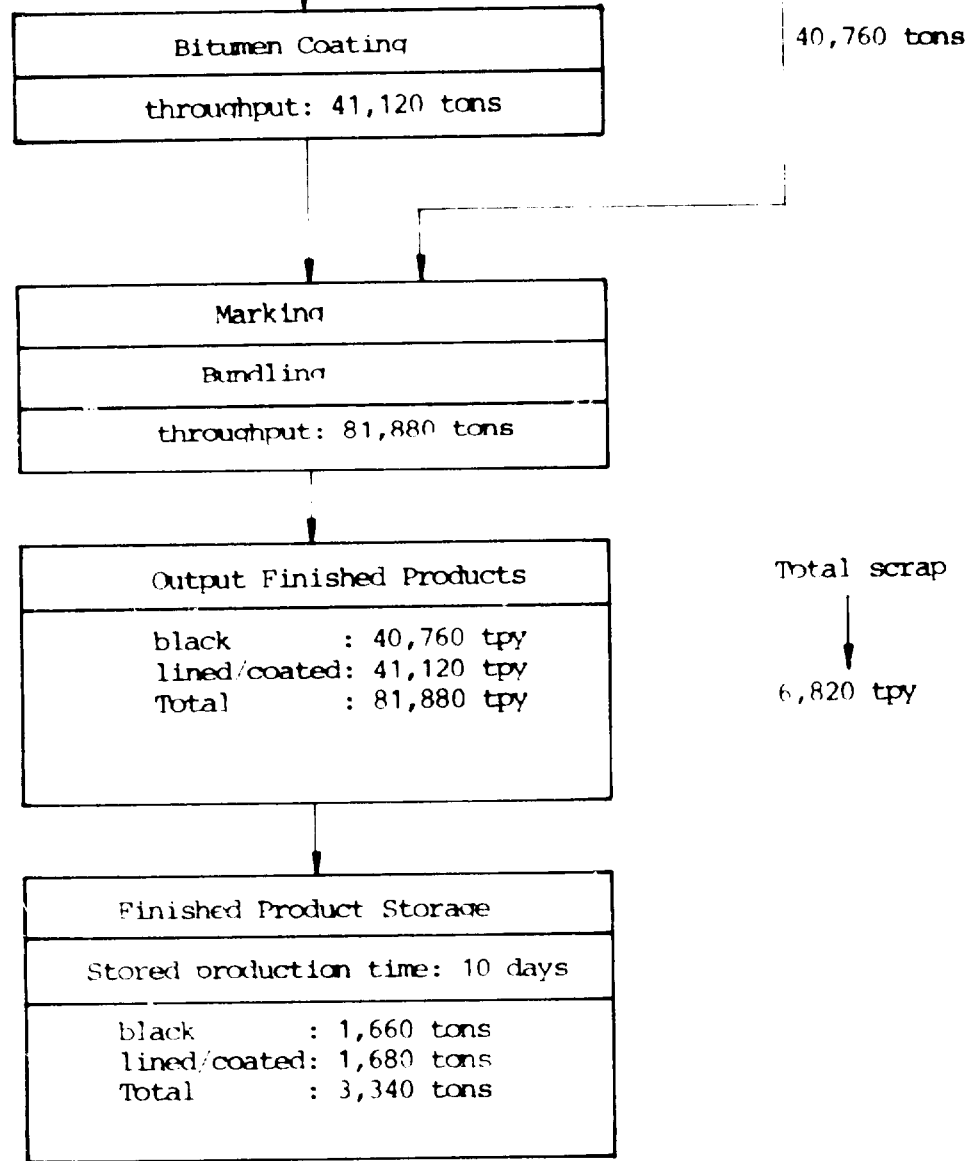 Bitumen Coating
40,760 tons
throughput: 41,120 tons
Marking
Bundling
throughput: 81,880 tons
Output Finished Products
Total scrap
black : 40,760 tpy
lined/coated: 41,120 tpy
Total : 81,880 tpy
6,820 tpy
Finished Product Storage
Stored production time: 10 days
black : 1,660 tons
lined/coated: 1,680 tons
Total : 3,340 tons